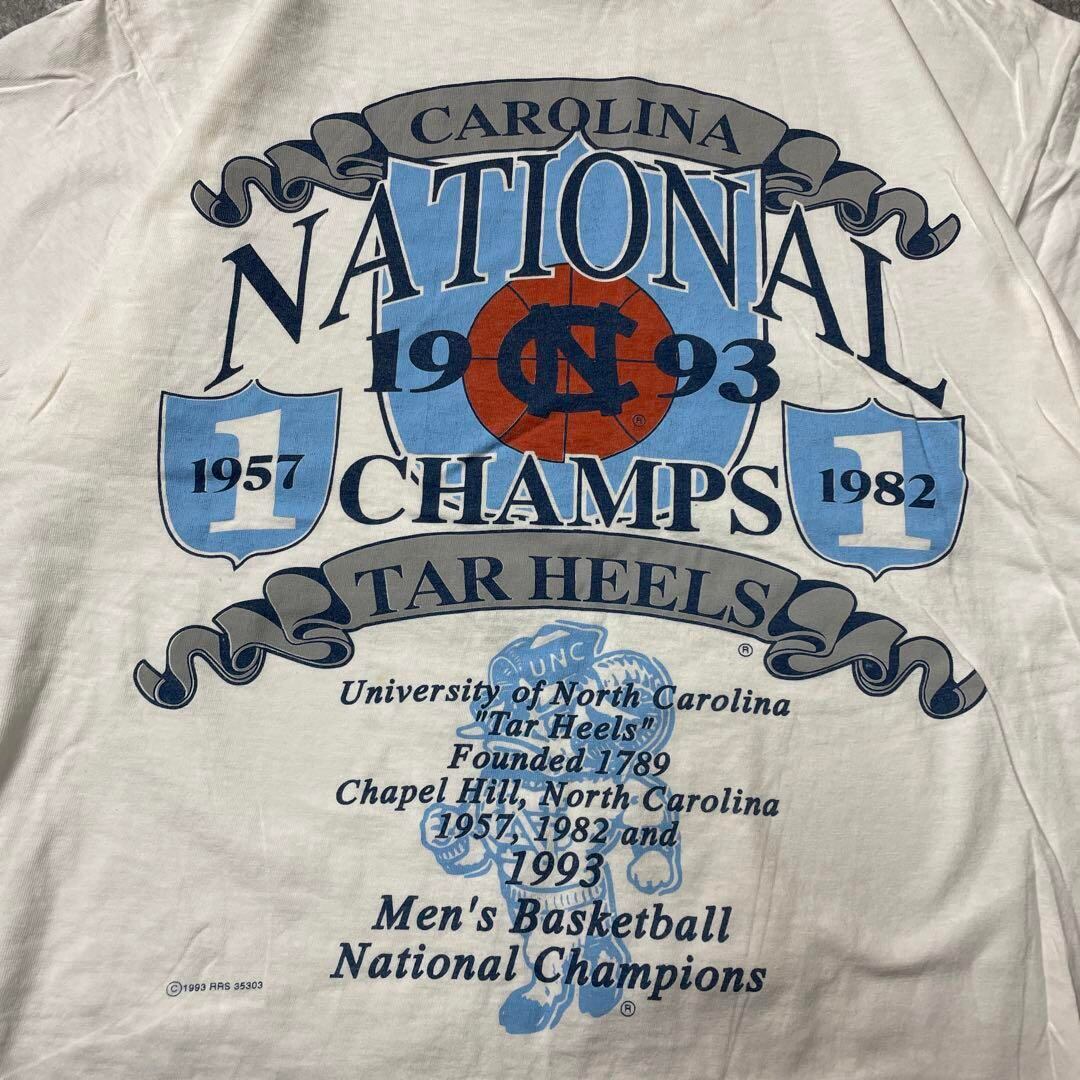 CAROLINA
NATIONAL
19 NC 93
1 1957
CHAMPS
1 1982
TAR HEELS
®
®
UNC
University of North Carolina
"Tar Heels"
Founded 1789
Chapel Hill, North Carolina
1957, 1982 and
1993
Men's Basketball
National Champions
©1993 RRS 35303
®